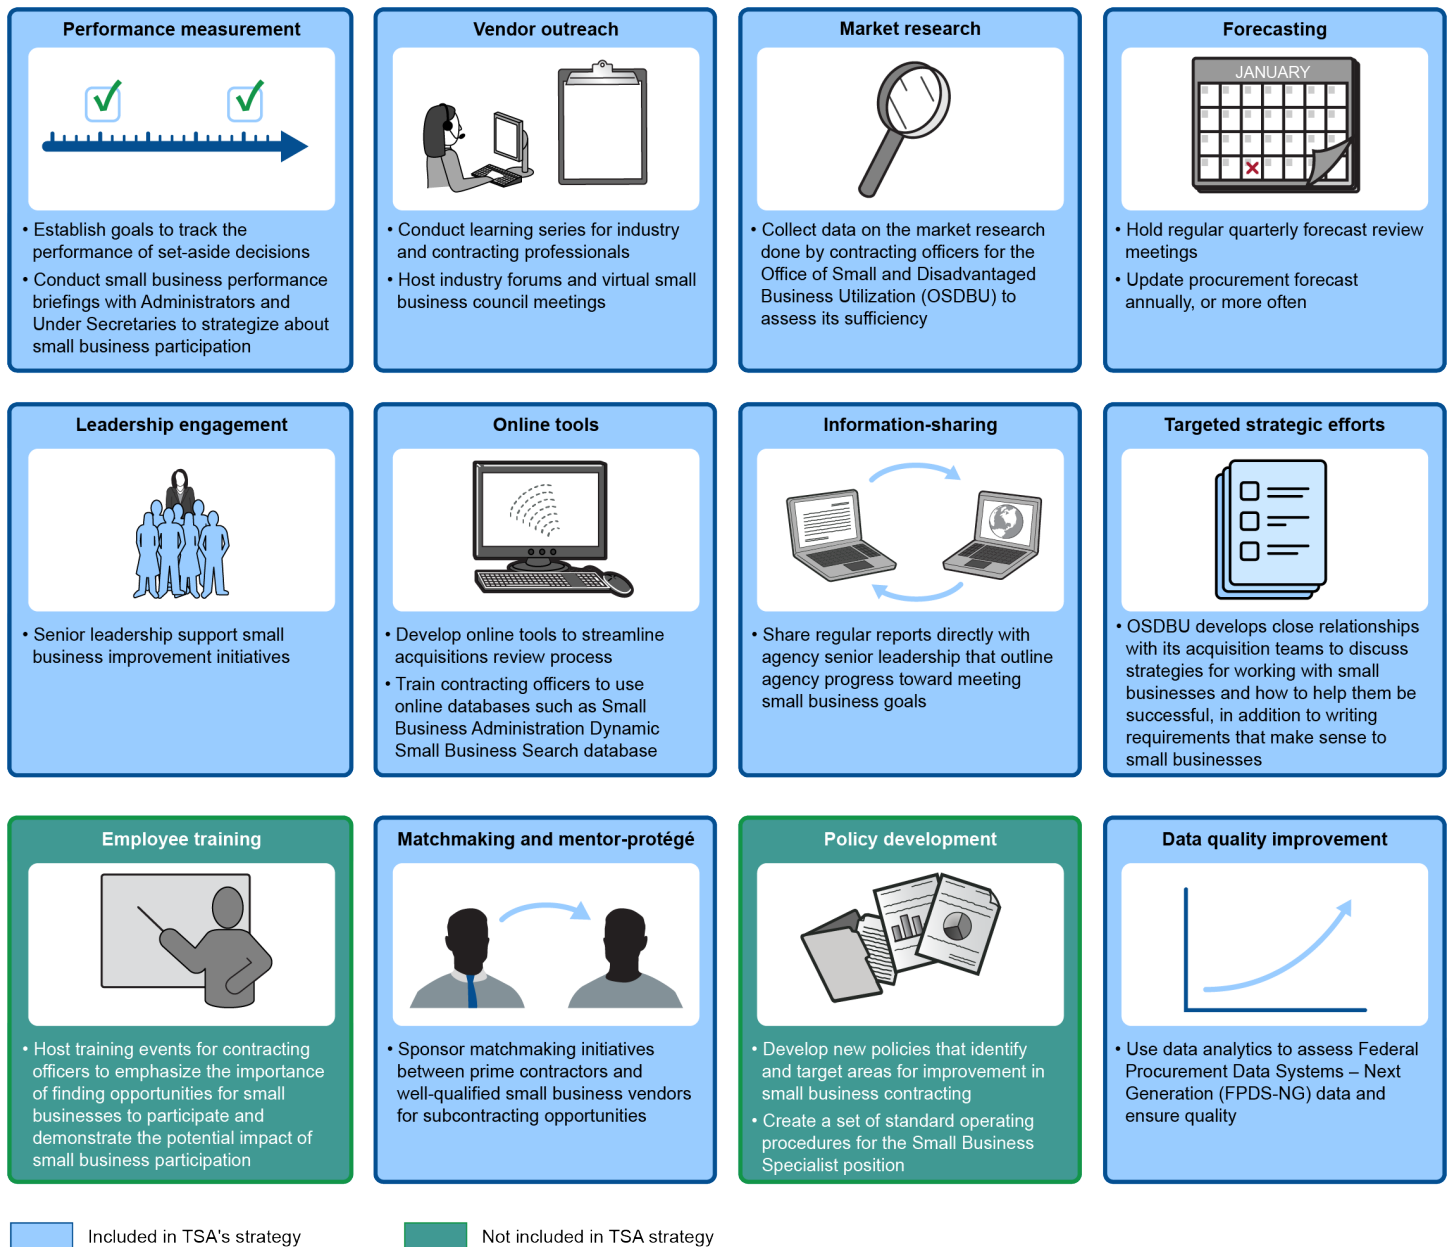 Performance measurement
• Establish goals to track the
performance of set-aside decisions
• Conduct small business performance
briefings with Administrators and
Under Secretaries to strategize about
small business participation
Vendor outreach
• Conduct learning series for industry
and contracting professionals
• Host industry forums and virtual small
business council meetings
Market research
• Collect data on the market research
done by contracting officers for the
Office of Small and Disadvantaged
Business Utilization (OSDBU) to
assess its sufficiency
Forecasting
JANUARY
• Hold regular quarterly forecast review
meetings
• Update procurement forecast
annually, or more often
Leadership engagement
• Senior leadership support small
business improvement initiatives
Online tools
• Develop online tools to streamline
acquisitions review process
• Train contracting officers to use
online databases such as Small
Business Administration Dynamic
Small Business Search database
Information-sharing
• Share regular reports directly with
agency senior leadership that outline
agency progress toward meeting
small business goals
Targeted strategic efforts
• OSDBU develops close relationships
with its acquisition teams to discuss
strategies for working with small
businesses and how to help them be
successful, in addition to writing
requirements that make sense to
small businesses
Employee training
• Host training events for contracting
officers to emphasize the importance
of finding opportunities for small
businesses to participate and
demonstrate the potential impact of
small business participation
Matchmaking and mentor-protégé
• Sponsor matchmaking initiatives
between prime contractors and
well-qualified small business vendors
for subcontracting opportunities
Policy development
• Develop new policies that identify
and target areas for improvement in
small business contracting
• Create a set of standard operating
procedures for the Small Business
Specialist position
Data quality improvement
• Use data analytics to assess Federal
Procurement Data Systems – Next
Generation (FPDS-NG) data and
ensure quality
Included in TSA's strategy
Not included in TSA strategy